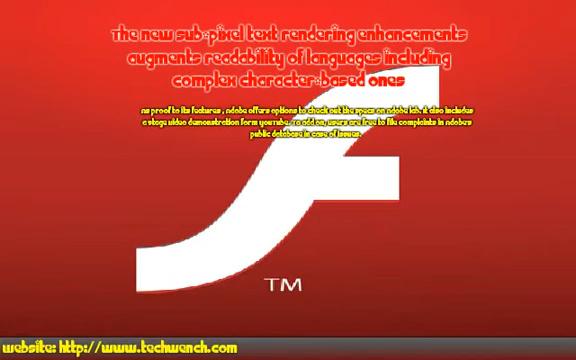 The new sub-pixel text rendering enhancements
augments readability of languages including
complex character-based ones
As proof to its features , Adobe offers options to check out the specs on adobe lab. it also includes
a stage video demonstration form YouTube. To add on, users are free to file complaints in Adobe's
public database in case of issues.
TM
website: http://www.techwench.com